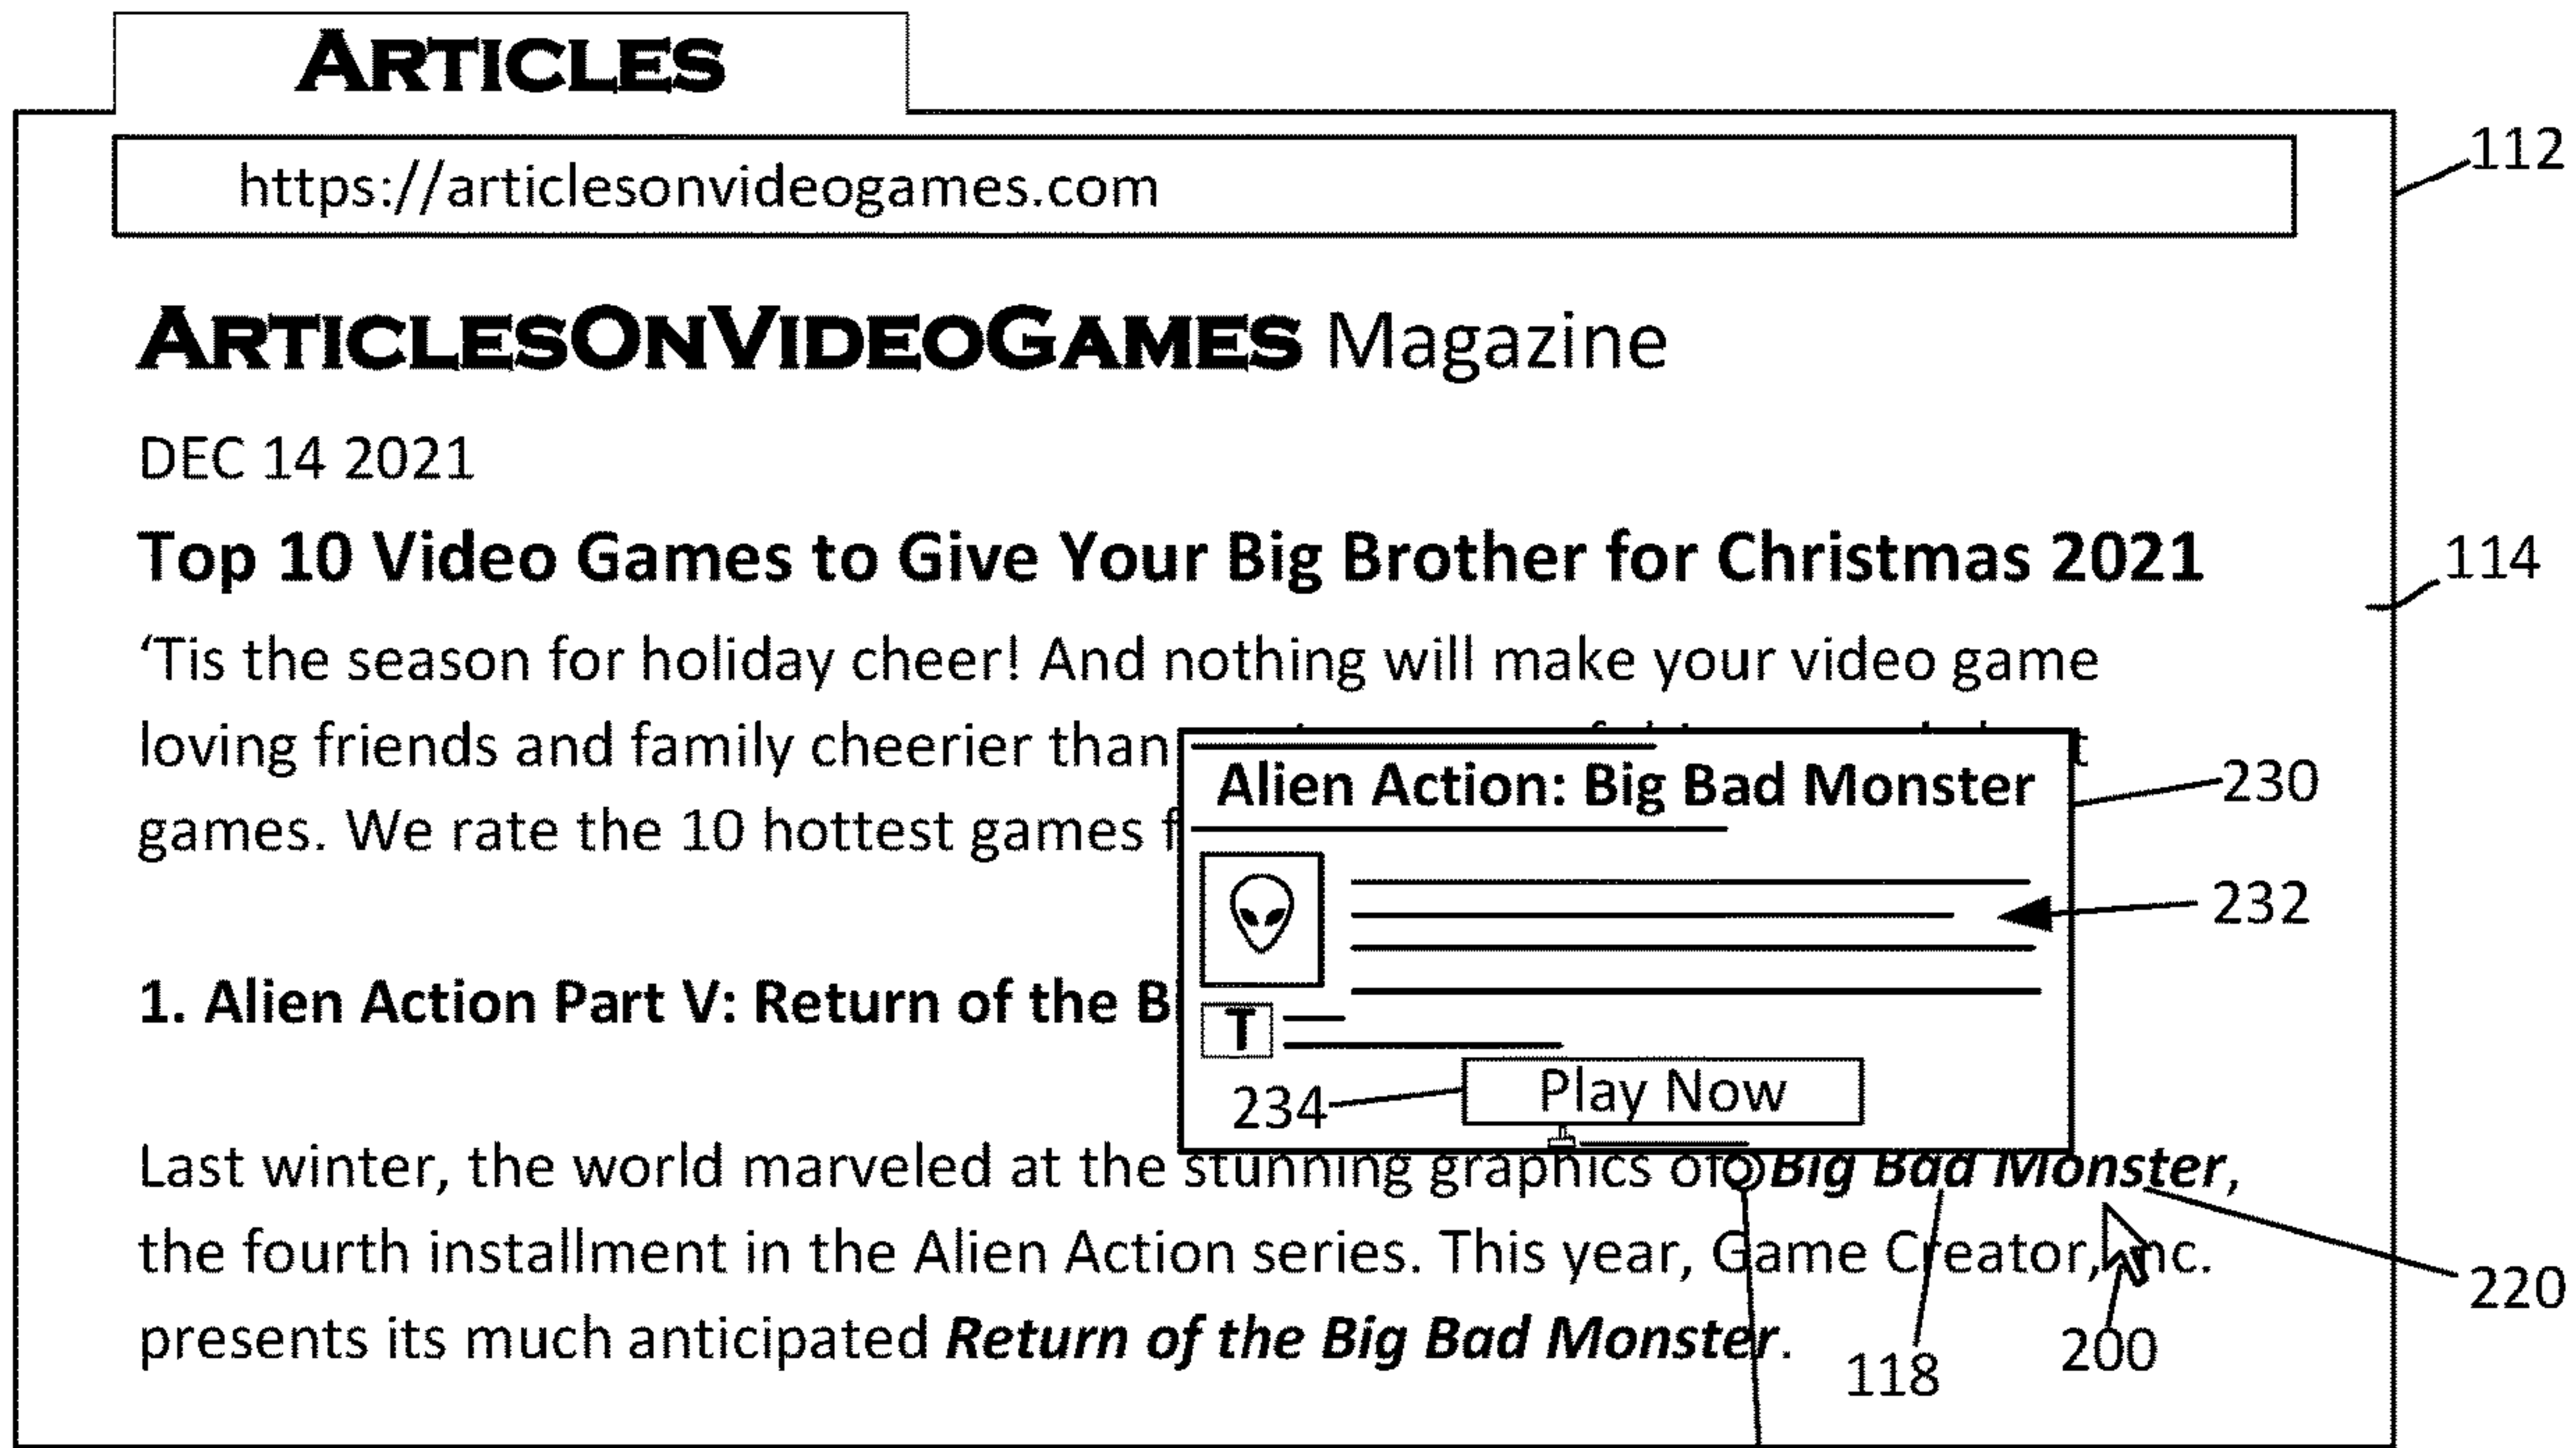 ARTICLES
https://articlesonvideogames.com
112
ARTICLESONVIDEOGAMES Magazine
DEC 14 2021
Top 10 Video Games to Give Your Big Brother for Christmas 2021
114
‘Tis the season for holiday cheer! And nothing will make your video game
loving friends and family cheerier than
games. We rate the 10 hottest games
Alien Action: Big Bad Monster
230
232
1. Alien Action Part V: Return of the
T
Play Now
234
Last winter, the world marveled at the stunning graphics of Big Bad Monster,
the fourth installment in the Alien Action series. This year, Game Creator, Inc.
220
presents its much anticipated Return of the Big Bad Monster.
118
200